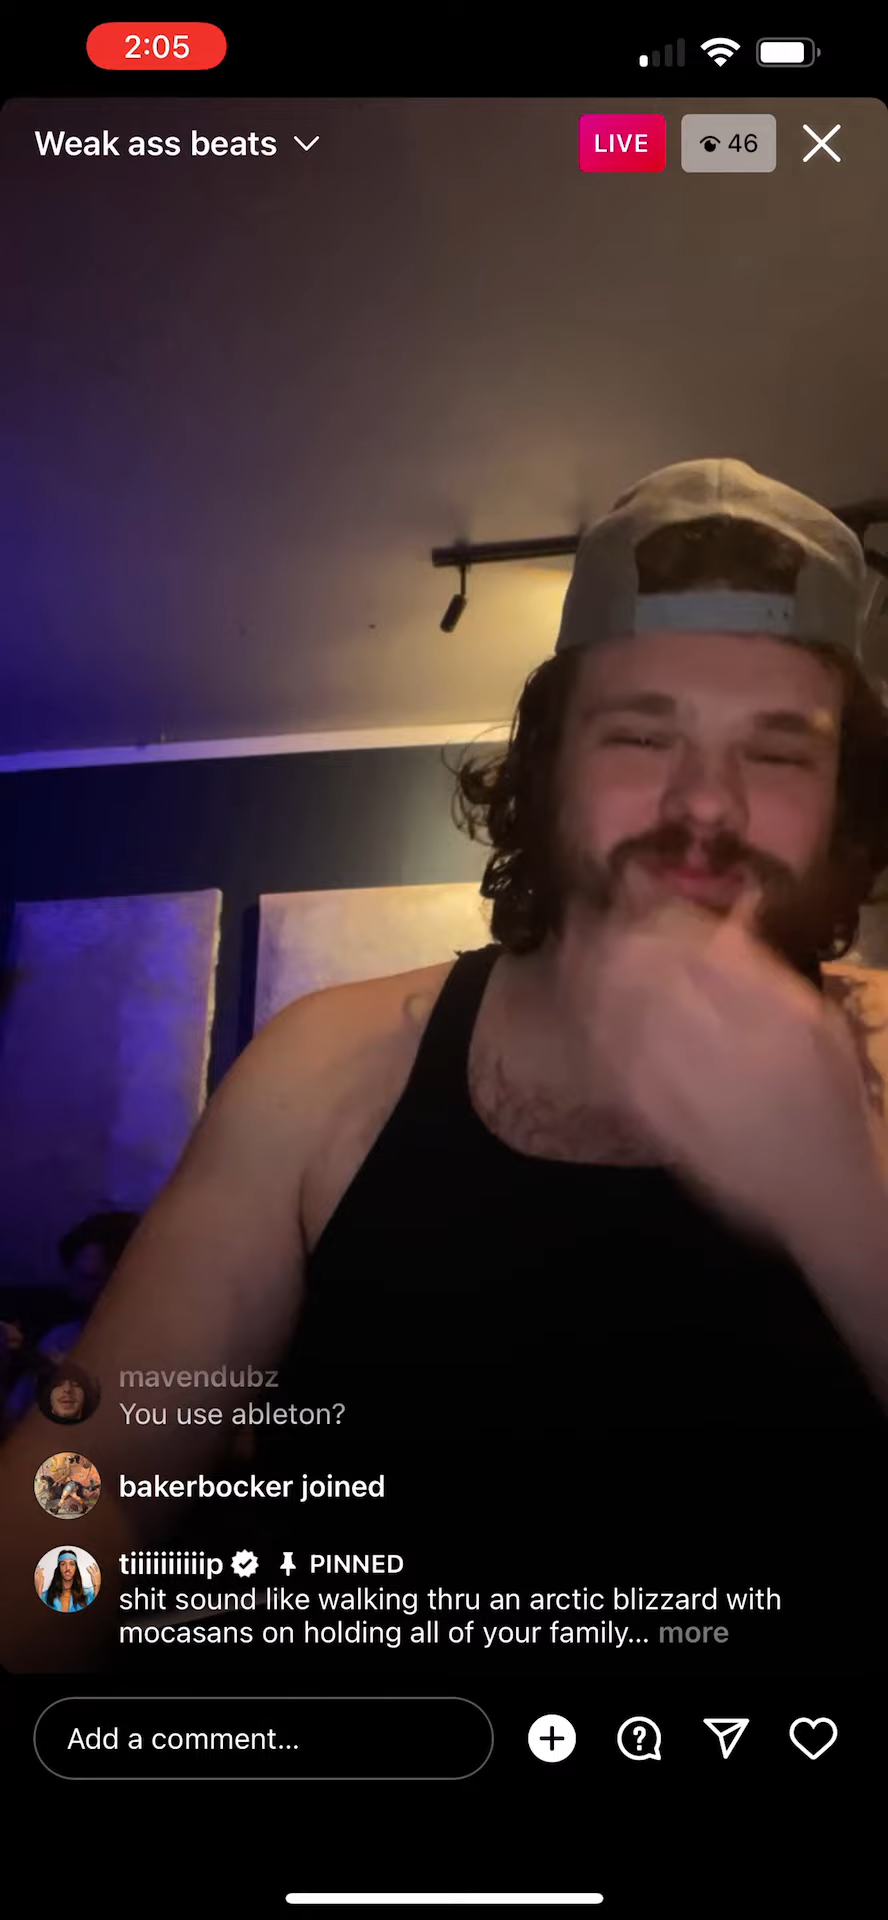 2:05
Weak ass beats
LIVE
46
mavendubz
You use ableton?
bakerbocker joined
tiiiiiiiiiip PINNED
shit sound like walking thru an arctic blizzard with
mocasans on holding all of your family... more
Add a comment...